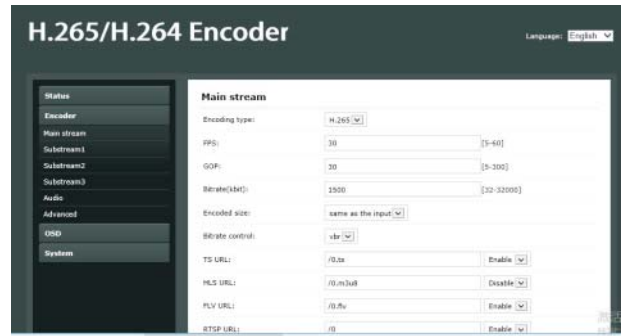 H.265/H.264 Encoder
Language: English
Status
Encoder
Main stream
Substream1
Substream2
Substream3
Audio
Advanced
OSD
System
Main stream
Encoding type: H.265
FPS: 30 [5-60]
GOP: 30 [5-300]
Bitrate(kbit): 1500 [32-32000]
Encoded size: same as the input
Bitrate control: vbr
TS URL: /0.ts Enable
HLS URL: /0.m3u8 Disable
FLV URL: /0.flv Enable
RTSP URL: /0 Enable